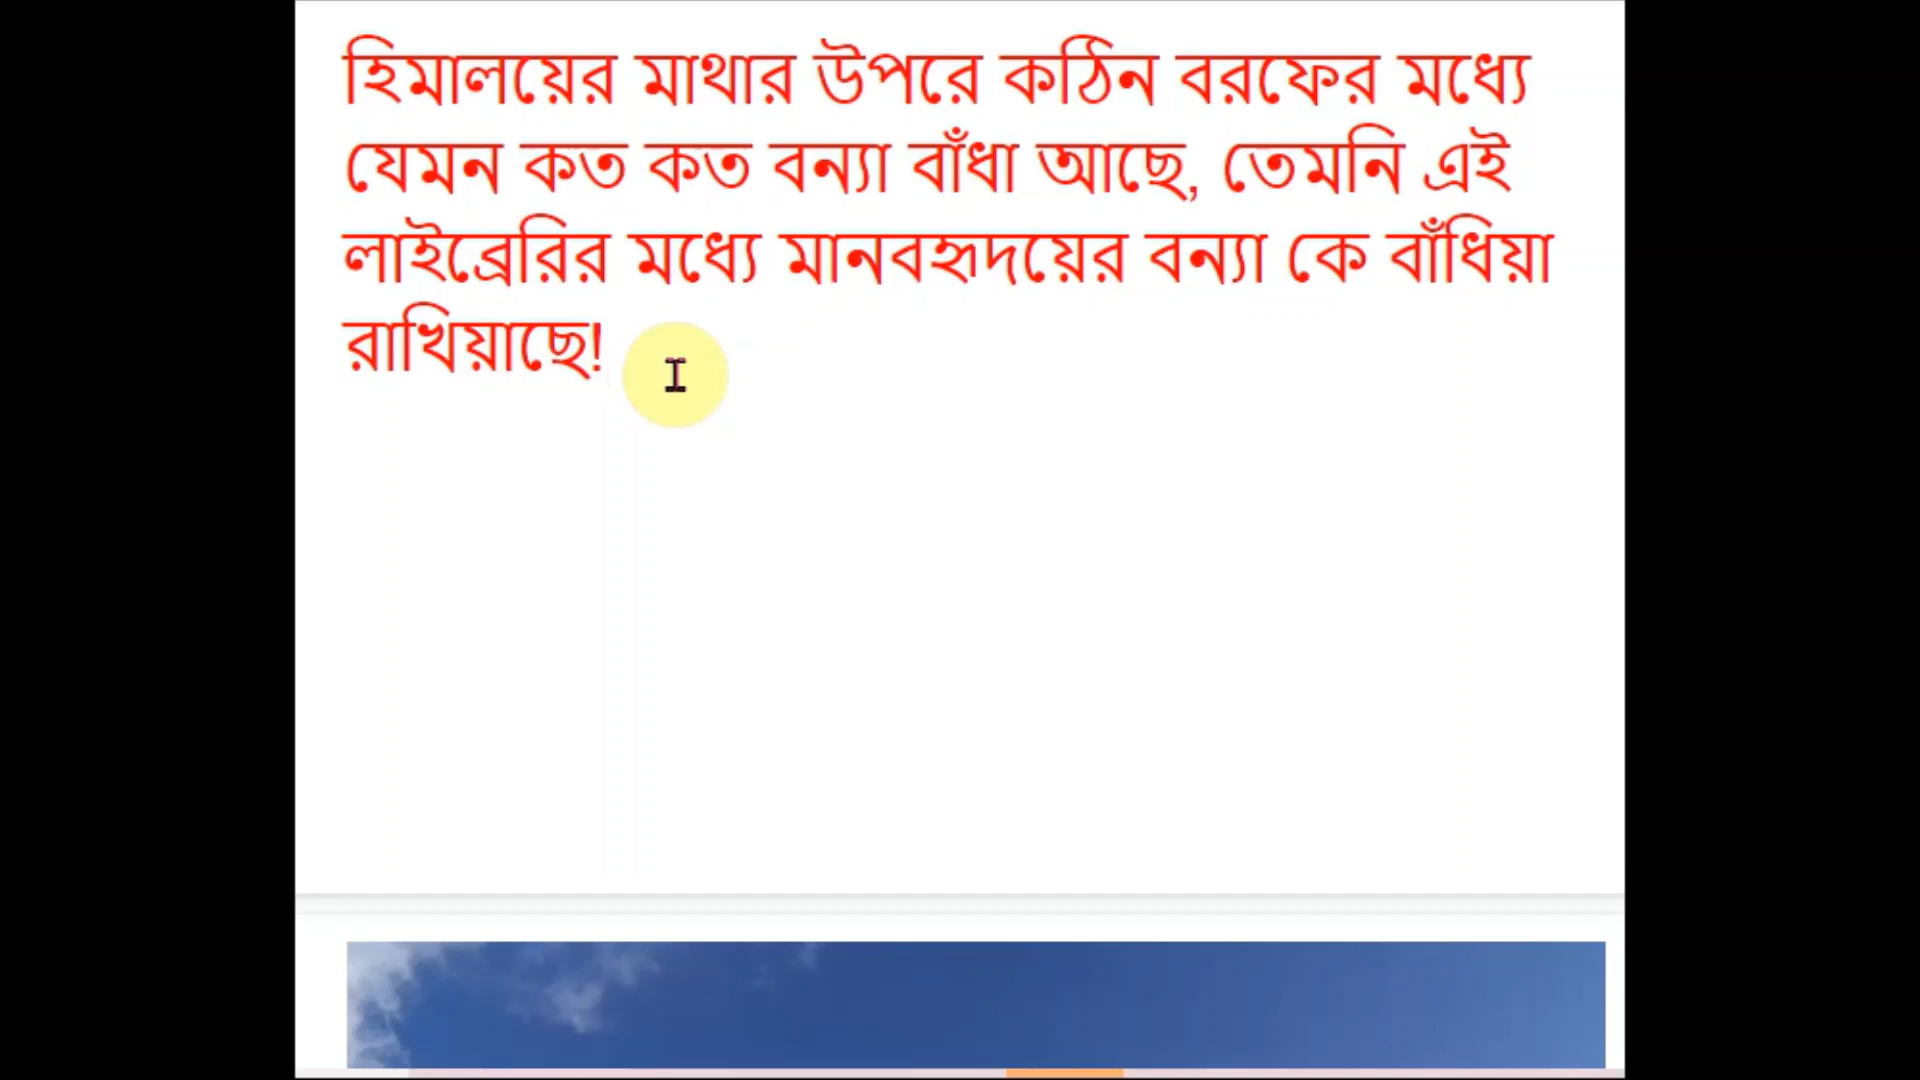 হিমালয়ের মাথার উপরে কঠিন বরফের মধ্যে
যেমন কত কত বন্যা বাঁধা আছে, তেমনি এই
লাইব্রেরির মধ্যে মানবহৃদয়ের বন্যা কে বাঁধিয়া
রাখিয়াছে!